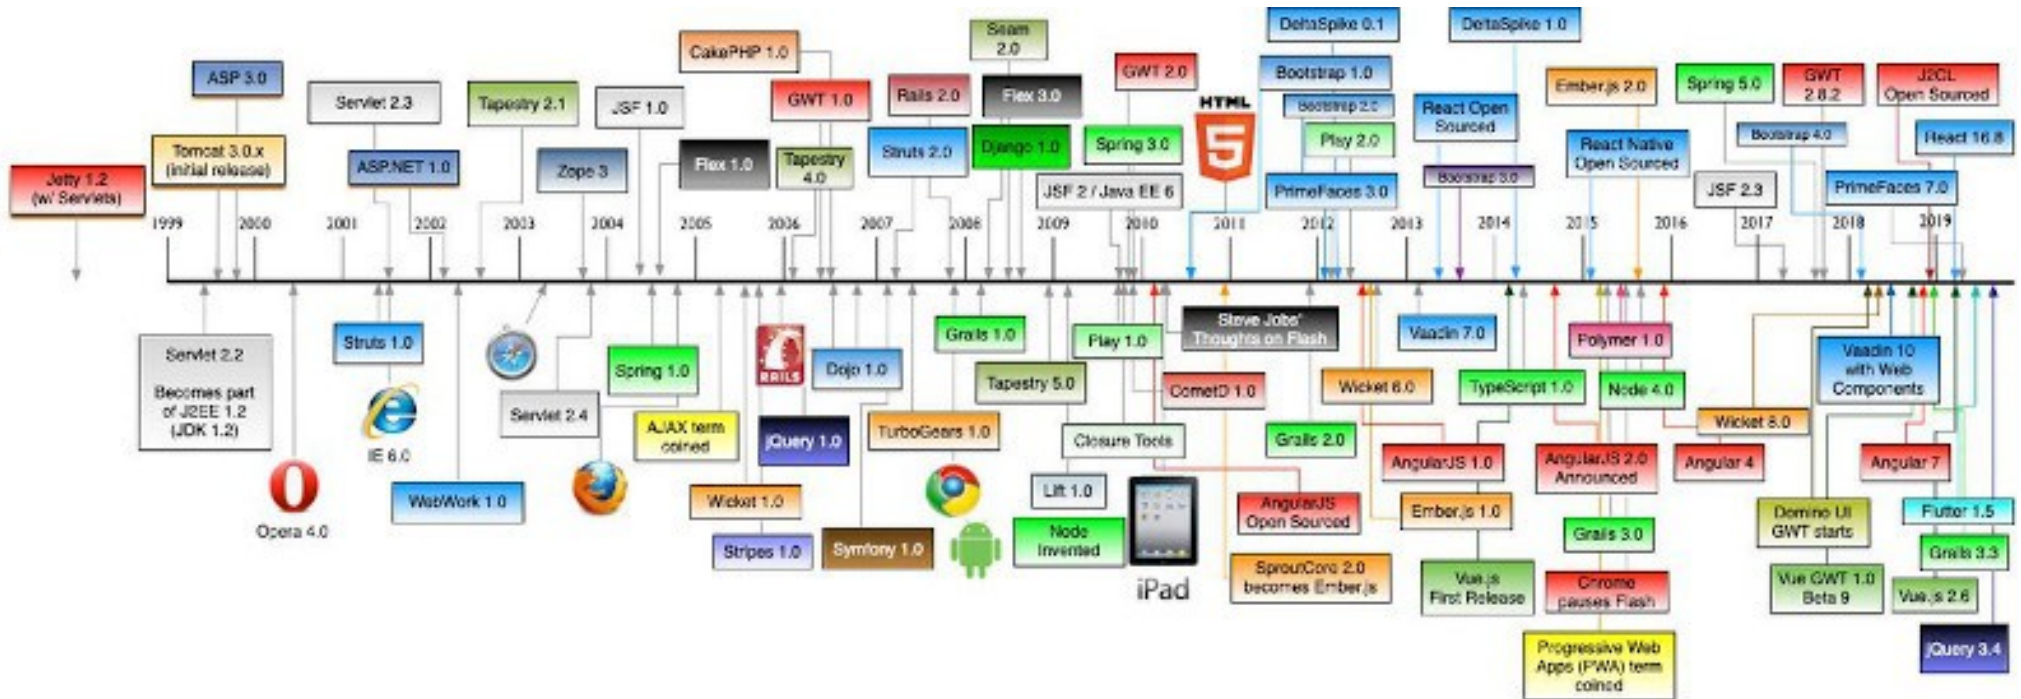 DeltaSpike 0.1
DeltaSpike 1.0
Seam
2.0
CakePHP 1.0
ASP 3.0
GWT 2.0
Bootstrap 1.0
Ember.js 2.0
Spring 5.0
GWT
2.8.2
J2CL
Open Sourced
Servlet 2.3
Tapestry 2.1
JSF 1.0
GWT 1.0
Rails 2.0
Flex 3.0
HTML
5
Bootstrap 2.0
React Open
Sourced
Bootstrap 4.0
React 16.8
Tomcat 3.0.x
(initial release)
ASP.NET 1.0
Zope 3
Flex 1.0
Tapestry
4.0
Struts 2.0
Django 1.0
Spring 3.0
Play 2.0
React Native
Open Sourced
Jetty 1.2
(w/ Servlets)
JSF 2 / Java EE 6
PrimeFaces 3.0
Bootstrap 3.0
JSF 2.3
PrimeFaces 7.0
1999 2000 2001 2002 2003 2004 2005 2006 2007 2008 2009 2010 2011 2012 2013 2014 2015 2016 2017 2018 2019
Servlet 2.2
Becomes part
of J2EE 1.2
(JDK 1.2)
Struts 1.0
IE 6.0
Opera 4.0
WebWork 1.0
Servlet 2.4
Spring 1.0
AJAX term
coined
RAILS
jQuery 1.0
Wicket 1.0
Stripes 1.0
Dojo 1.0
Symfony 1.0
TurboGears 1.0
Grails 1.0
Tapestry 5.0
Play 1.0
Closure Tools
Lift 1.0
Node
Invented
iPad
CometD 1.0
Steve Jobs'
Thoughts on Flash
Grails 2.0
AngularJS
Open Sourced
SproutCore 2.0
becomes Ember.js
Wicket 6.0
Vaadin 7.0
AngularJS 1.0
Ember.js 1.0
Vue.js
First Release
TypeScript 1.0
AngularJS 2.0
Announced
Polymer 1.0
Node 4.0
Grails 3.0
Chrome
pauses Flash
Progressive Web
Apps (PWA) term
coined
Angular 4
Wicket 8.0
Vaadin 10
with Web
Components
Domino UI
GWT starts
Vue GWT 1.0
Beta 9
Angular 7
Flutter 1.5
Grails 3.3
Vue.js 2.6
jQuery 3.4